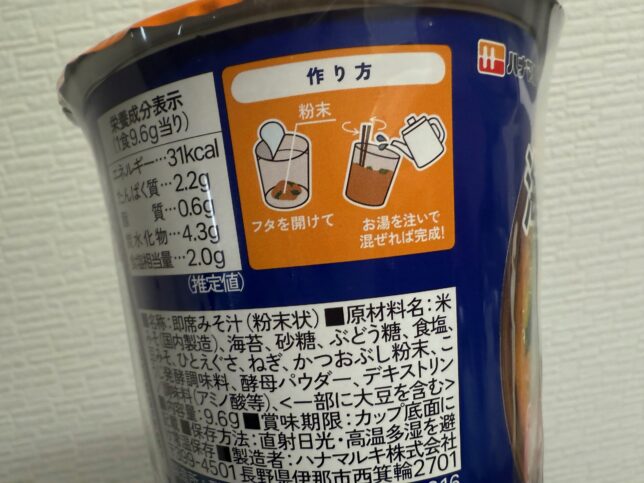 栄養成分表示
(1食9.6g当り)
エネルギー…31kcal
たんぱく質…2.2g
質…0.6g
水化物…4.3g
食塩相当量…2.0g
(推定値)
作り方
粉末
フタを開けて
お湯を注いで
混ぜれば完成!
名称:即席みそ汁(粉末状)■原材料名:米
(国内製造)、海苔、砂糖、ぶどう糖、食塩、
みそ、ひとえぐさ、ねぎ、かつおぶし粉末、こ
発酵調味料、酵母パウダー、デキストリン
調味料(アミノ酸等)、<一部に大豆を含む>
内容量:9.6g■賞味期限:カップ底面に
■保存方法:直射日光・高温多湿を避
常温保存■製造者:ハナマルキ株式会社
399-4501 長野県伊那市西箕輪2701